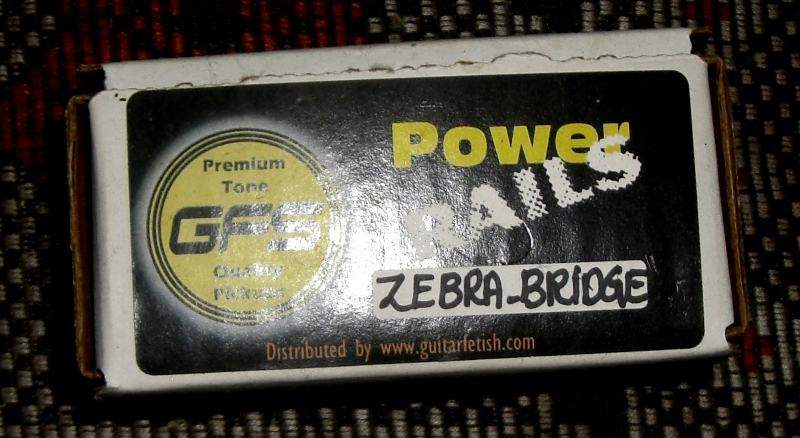 Premium
Tone
GFS
Quality
Pickups
Power
RAILS
ZEBRA-BRIDGE
Distributed by www.guitarfetish.com